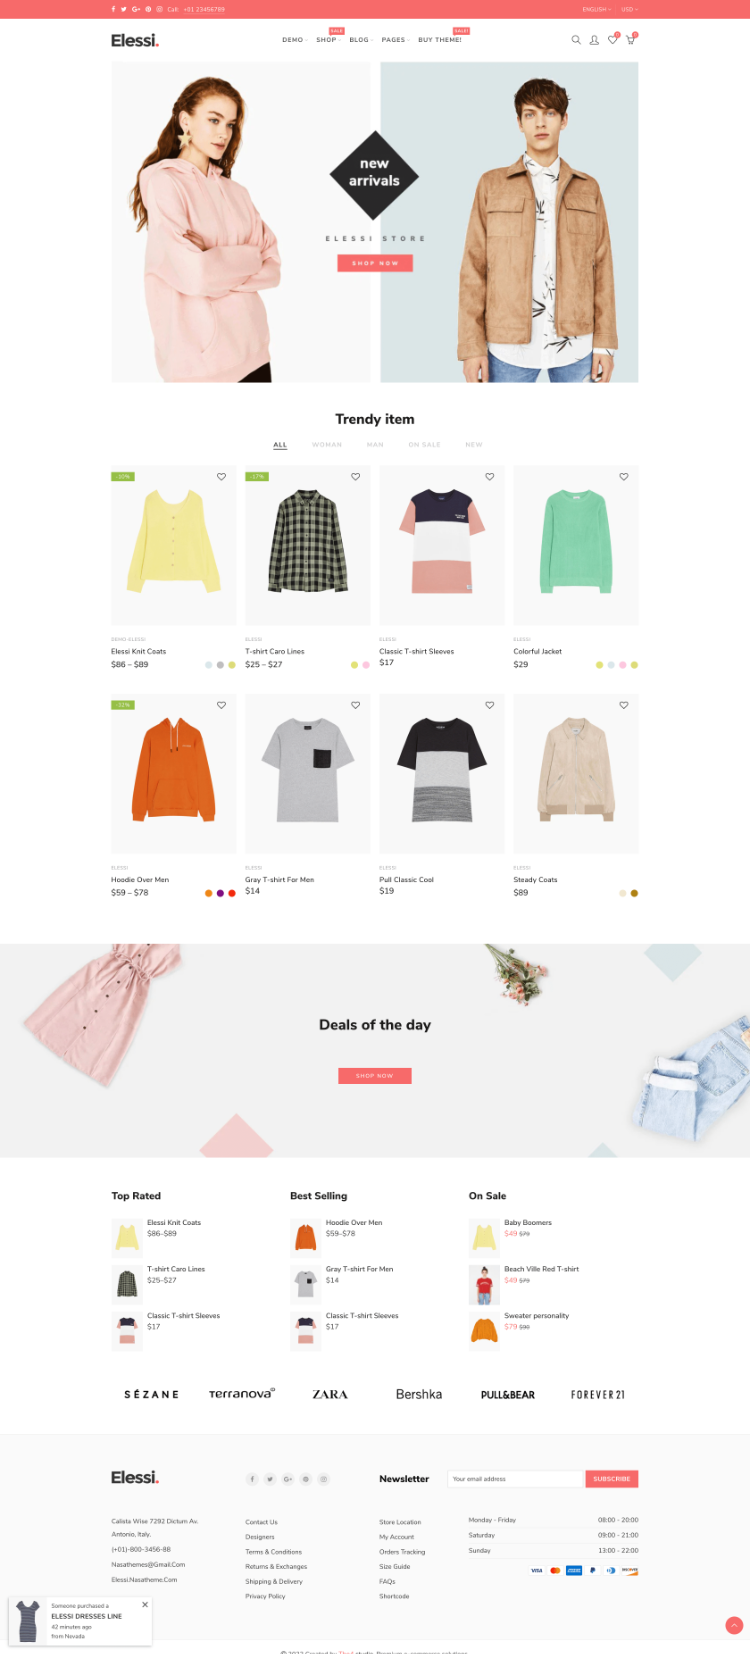 Call: +01 23456789
ENGLISH
USD
Elessi.
DEMO SHOP BLOG PAGES BUY THEME!
SALE
SALE!
0
0
new
arrivals
ELESSI STORE
SHOP NOW
Trendy item
ALL WOMAN MAN ON SALE NEW
-10%
-17%
DEMO-ELESSI
Elessi Knit Coats
$86 – $89
ELESSI
T-shirt Caro Lines
$25 – $27
ELESSI
Classic T-shirt Sleeves
$17
ELESSI
Colorful Jacket
$29
ELESSI
Hoodie Over Men
$59 – $78
ELESSI
Gray T-shirt For Men
$14
ELESSI
Pull Classic Cool
$19
ELESSI
Steady Coats
$89
Deals of the day
SHOP NOW
Top Rated
Elessi Knit Coats
$86–$89
T-shirt Caro Lines
$25–$27
Classic T-shirt Sleeves
$17
Best Selling
Hoodie Over Men
$59–$78
Gray T-shirt For Men
$14
Classic T-shirt Sleeves
$17
On Sale
Baby Boomers
$49 $70
Beach Ville Red T-shirt
$49 $79
Sweater personality
$79 $90
SÉZANE
Terranova
ZARA
Bershka
PULL&BEAR
FOREVER 21
Elessi.
Newsletter
Your email address
SUBSCRIBE
Calista Wise 7292 Dictum Av.
Antonio, Italy.
(+01)-800-3456-88
Nasathemes@Gmail.Com
Elessi.Nasatheme.Com
Contact Us
Designers
Terms & Conditions
Returns & Exchanges
Shipping & Delivery
Privacy Policy
Store Location
My Account
Orders Tracking
Size Guide
FAQs
Shortcode
Monday - Friday 08:00 - 20:00
Saturday 09:00 - 21:00
Sunday 13:00 - 22:00
VISA
Someone purchased a
ELESSI DRESSES LINE
42 minutes ago
from Nevada